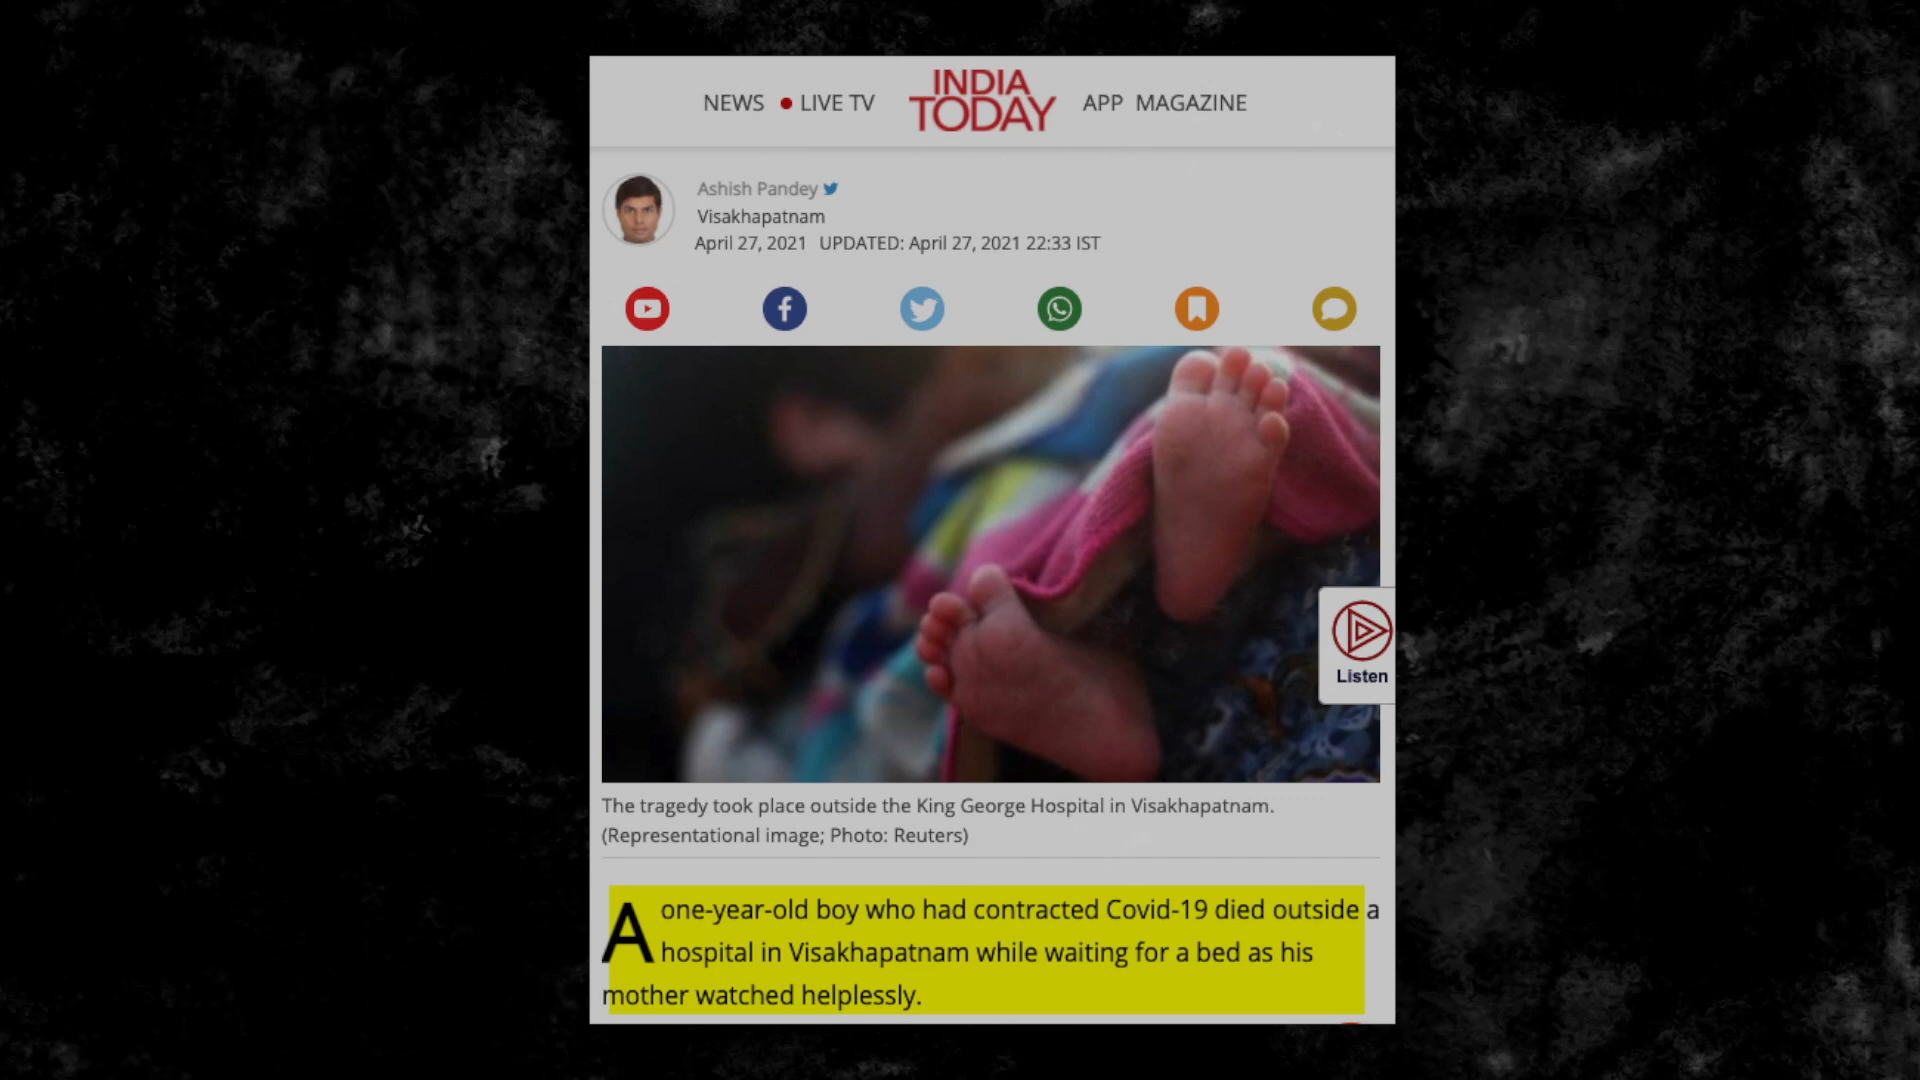 NEWS LIVE TV INDIA TODAY APP MAGAZINE
Ashish Pandey
Visakhapatnam
April 27, 2021 UPDATED: April 27, 2021 22:33 IST
Listen
The tragedy took place outside the King George Hospital in Visakhapatnam.
(Representational image; Photo: Reuters)
A one-year-old boy who had contracted Covid-19 died outside a
hospital in Visakhapatnam while waiting for a bed as his
mother watched helplessly.